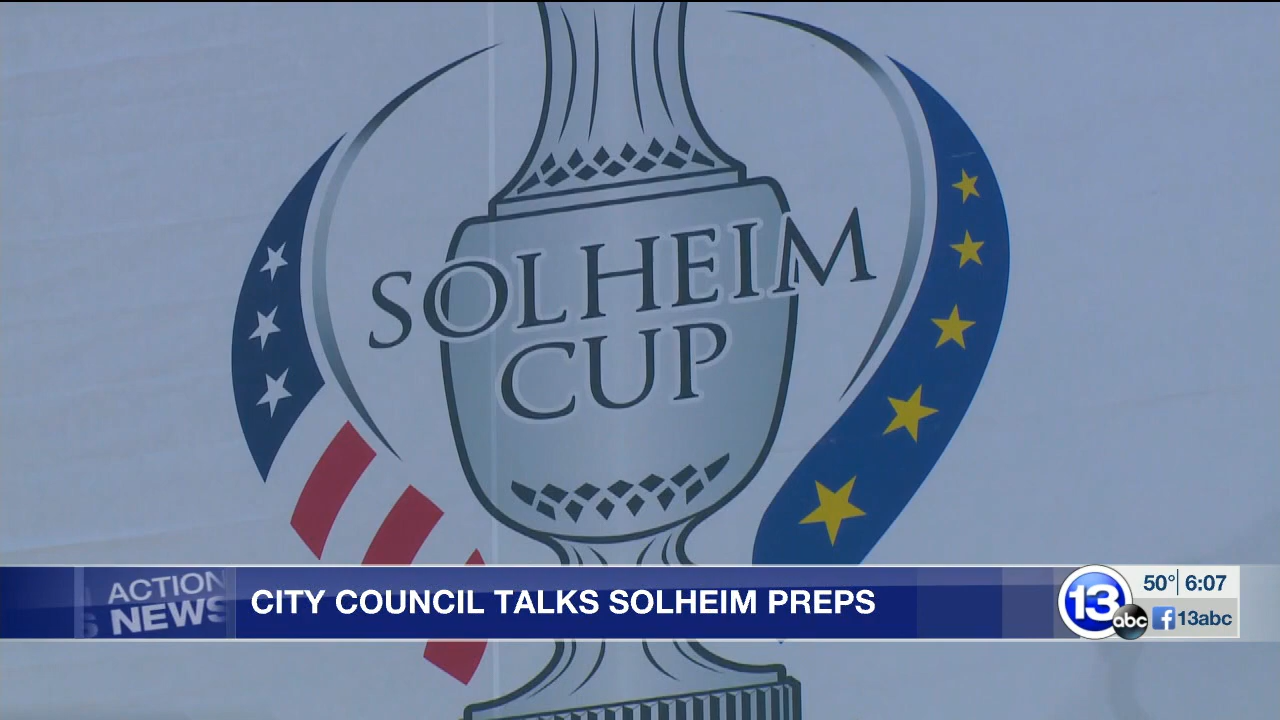 SOLHEIM
CUP
ACTION
NEWS
CITY COUNCIL TALKS SOLHEIM PREPS
13
abc
50° 6:07
f 13abc